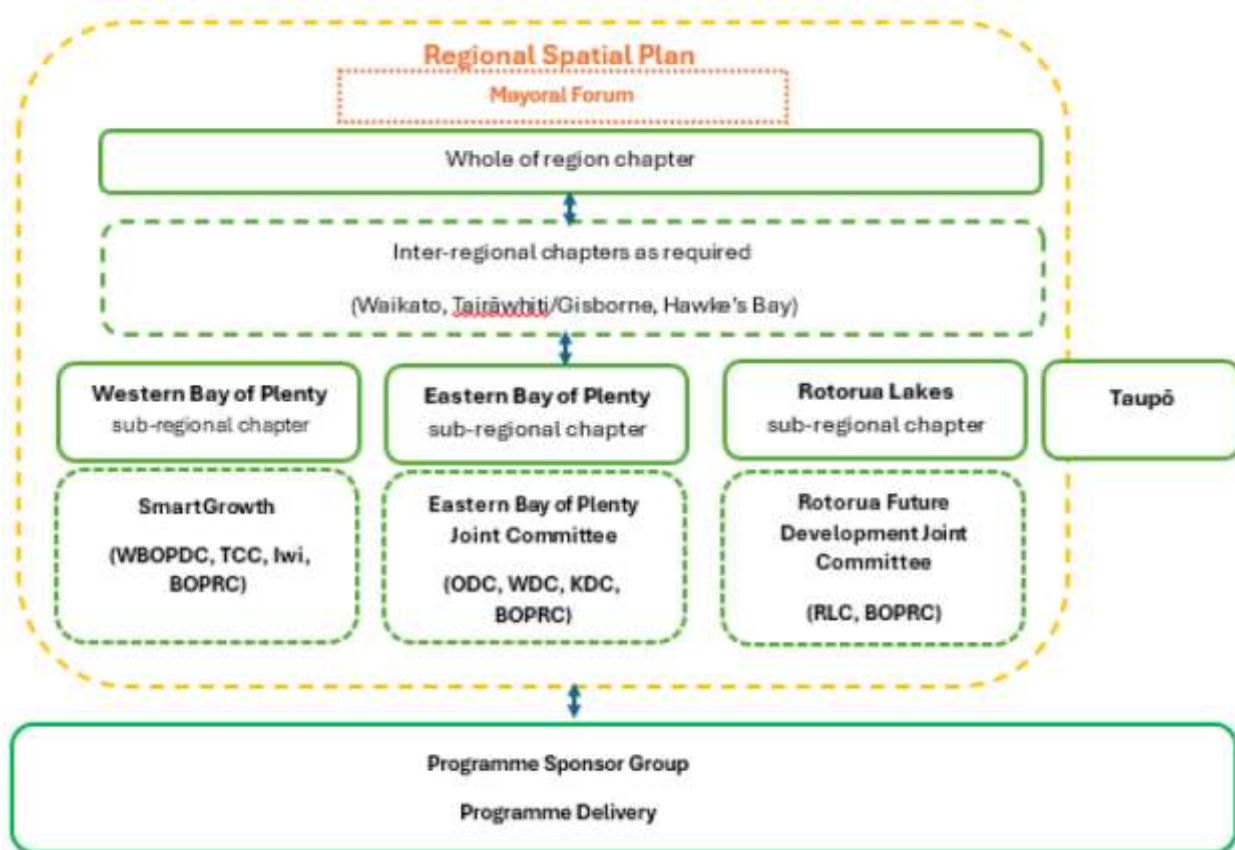 Regional Spatial Plan
Mayoral Forum
Whole of region chapter
Inter-regional chapters as required
(Waikato, Tairāwhiti/Gisborne, Hawke's Bay)
Western Bay of Plenty
sub-regional chapter
Eastern Bay of Plenty
sub-regional chapter
Rotorua Lakes
sub-regional chapter
Taupō
SmartGrowth
(WBOPDC, TCC, Iwi,
BOPRC)
Eastern Bay of Plenty
Joint Committee
(ODC, WDC, KDC,
BOPRC)
Rotorua Future
Development Joint
Committee
(RLC, BOPRC)
Programme Sponsor Group
Programme Delivery